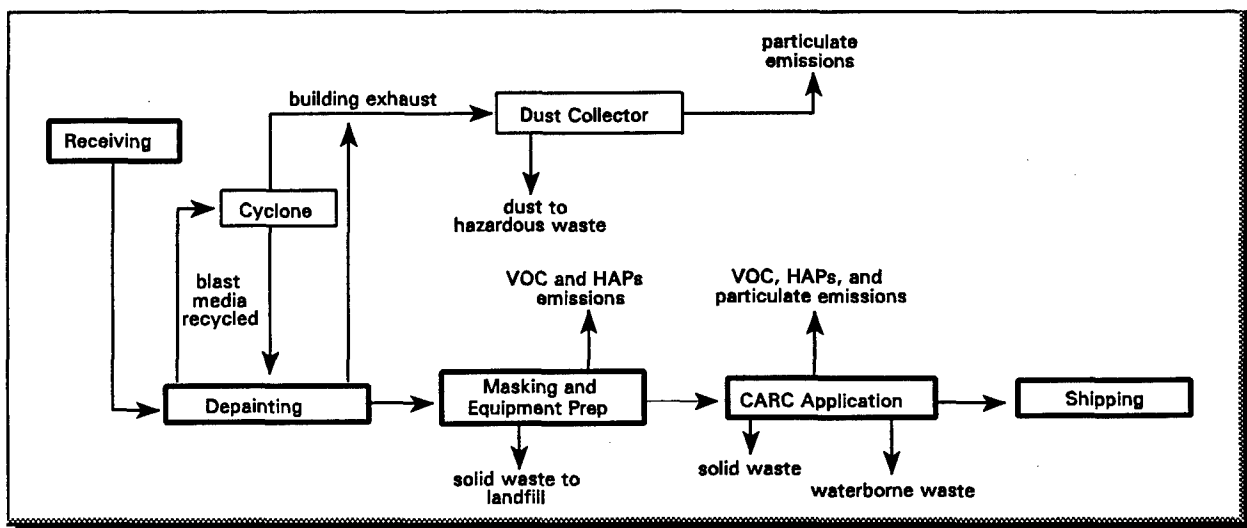 particulate
emissions
building exhaust
Dust Collector
Receiving
Cyclone
dust to
hazardous waste
blast
media
recycled
VOC and HAPs
emissions
VOC, HAPs, and
particulate emissions
Depainting
Masking and
Equipment Prep
CARC Application
Shipping
solid waste to
landfill
solid waste
waterborne waste